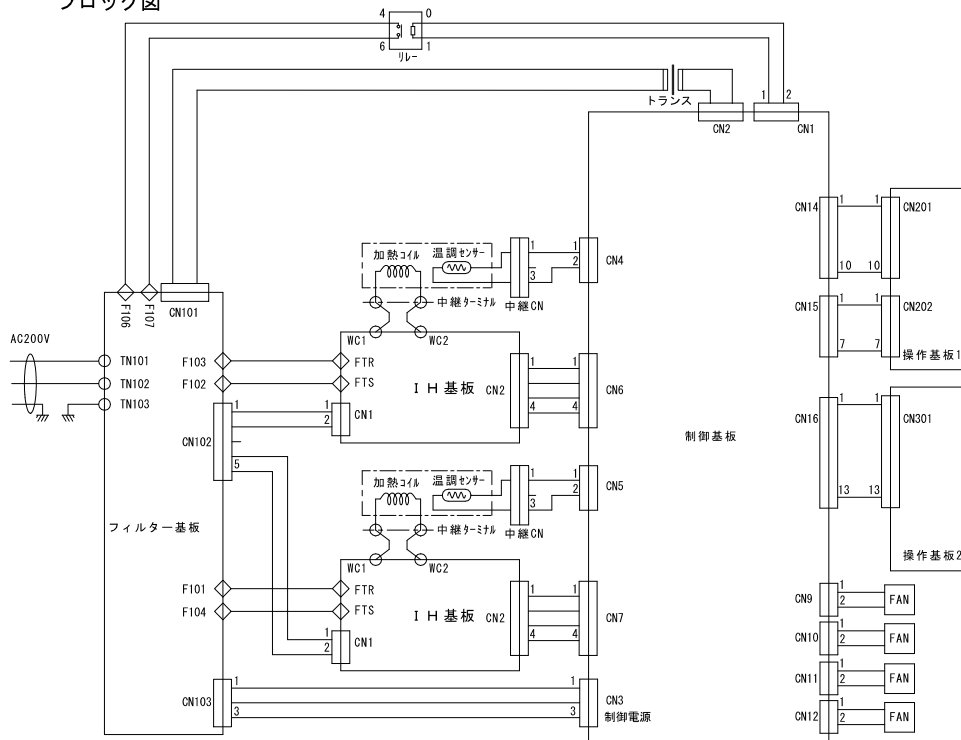 ブロック図
4 0
6 1
リレー
トランス
CN2
1 2
CN1
CN14 1 1 CN201
10 10
CN15 1 1 CN202
7 7
操作基板1
CN16 1 1 CN301
13 13
操作基板2
制御基板
加熱コイル 温調センサー
1 1 CN4
3 2
中継ターミナル 中継CN
WC1 WC2
F106 F107 CN101
AC200V
TN101
TN102
TN103
F103 FTR
F102 FTS
IH基板 CN2
1 1 CN6
4 4
CN102 1 1 CN1
2 2
5
フィルター基板
加熱コイル 温調センサー
1 1 CN5
3 2
中継ターミナル 中継CN
WC1 WC2
F101 FTR
F104 FTS
IH基板 CN2
1 1 CN7
4 4
1 CN1
2
CN103 1 1 CN3
3 3 制御電源
CN9 1 2 FAN
CN10 1 2 FAN
CN11 1 2 FAN
CN12 1 2 FAN